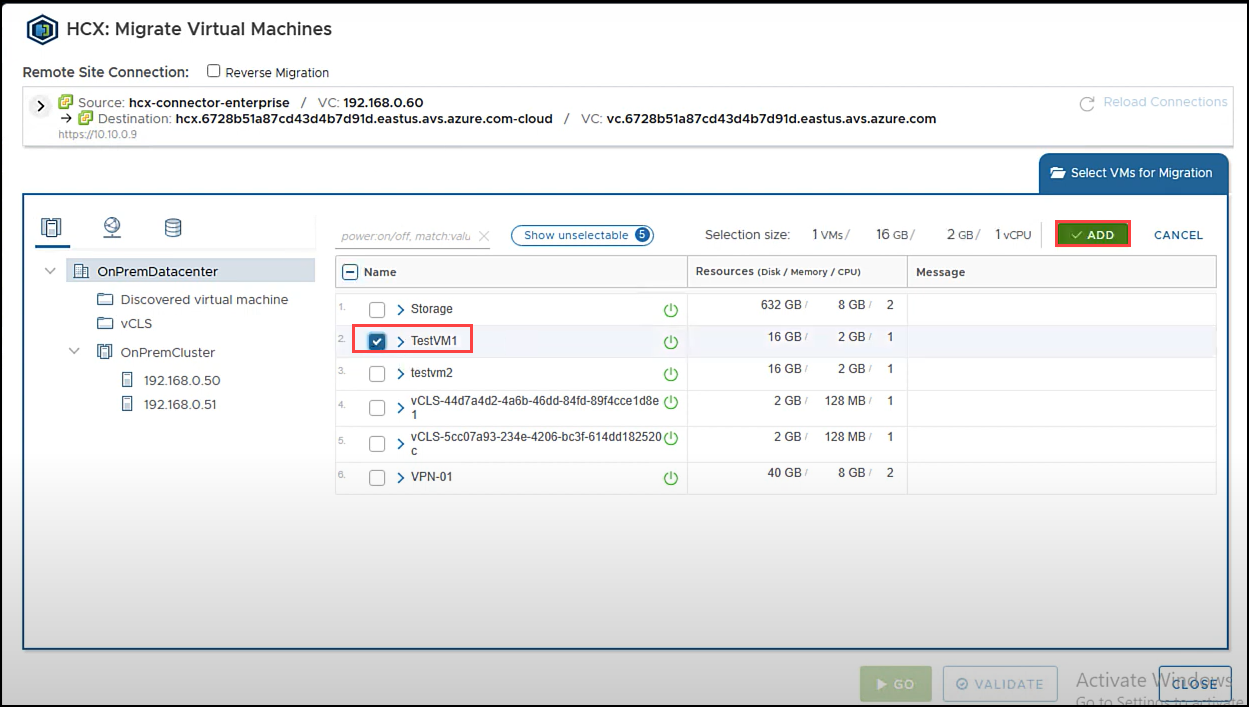 HCX: Migrate Virtual Machines
Remote Site Connection: Reverse Migration
Source: hcx-connector-enterprise / VC: 192.168.0.60
Reload Connections
→ Destination: hcx.6728b51a87cd43d4b7d91d.eastus.avs.azure.com-cloud / VC: vc.6728b51a87cd43d4b7d91d.eastus.avs.azure.com
https://10.10.0.9
Select VMs for Migration
power:on/off, match:valu
Show unselectable 5
Selection size: 1 VMs / 16 GB / 2 GB / 1 vCPU
ADD
CANCEL
OnPremDatacenter
Discovered virtual machine
vCLS
OnPremCluster
192.168.0.50
192.168.0.51
Name Resources (Disk / Memory / CPU) Message
1. Storage 632 GB / 8 GB / 2
2. TestVM1 16 GB / 2 GB / 1
3. testvm2 16 GB / 2 GB / 1
4. vCLS-44d7a4d2-4a6b-46dd-84fd-89f4cce1d8e 2 GB / 128 MB / 1
1
5. vCLS-5cc07a93-234e-4206-bc3f-614dd182520 2 GB / 128 MB / 1
c
6. VPN-01 40 GB / 8 GB / 2
GO
VALIDATE
CLOSE
Activate Windows
Go to Settings to activate